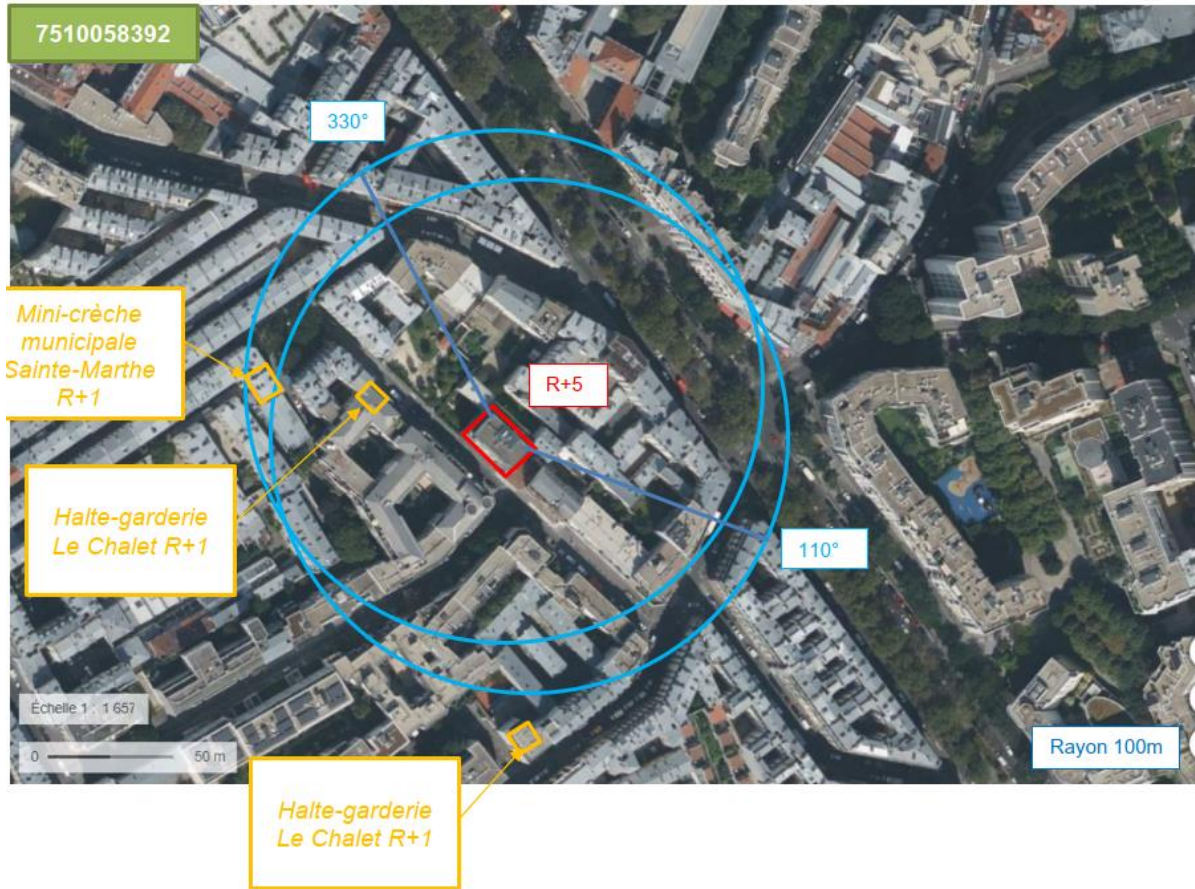 7510058392
330°
Mini-crèche
municipale
Sainte-Marthe
R+1
R+5
Halte-garderie
Le Chalet R+1
110°
Échelle 1 : 1 657
0
50 m
Rayon 100m
Halte-garderie
Le Chalet R+1